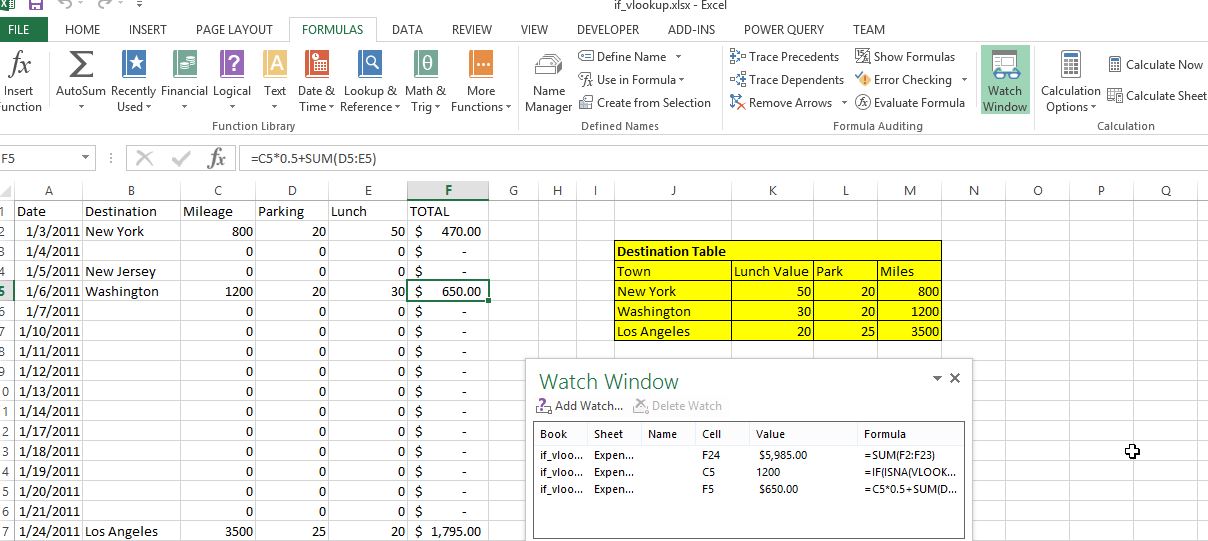 if_vlookup.xlsx - Excel
FILE HOME INSERT PAGE LAYOUT FORMULAS DATA REVIEW VIEW DEVELOPER ADD-INS POWER QUERY TEAM
fx Σ ? A θ
Insert AutoSum Recently Financial Logical Text Date & Lookup & Math & More
Function Used Time Reference Trig Functions
Function Library
Name
Manager
Define Name
Use in Formula
Create from Selection
Defined Names
Trace Precedents Show Formulas
Trace Dependents Error Checking
Remove Arrows Evaluate Formula
Formula Auditing
Watch
Window
Calculation
Options
Calculate Now
Calculate Sheet
Calculation
F5 fx =C5*0.5+SUM(D5:E5)
A B C D E F G H I J K L M N O P Q
1 Date Destination Mileage Parking Lunch TOTAL
2 1/3/2011 New York 800 20 50 $ 470.00
3 1/4/2011 0 0 0 $ -
4 1/5/2011 New Jersey 0 0 0 $ -
5 1/6/2011 Washington 1200 20 30 $ 650.00
6 1/7/2011 0 0 0 $ -
7 1/10/2011 0 0 0 $ -
8 1/11/2011 0 0 0 $ -
9 1/12/2011 0 0 0 $ -
0 1/13/2011 0 0 0 $ -
1 1/14/2011 0 0 0 $ -
2 1/17/2011 0 0 0 $ -
3 1/18/2011 0 0 0 $ -
4 1/19/2011 0 0 0 $ -
5 1/20/2011 0 0 0 $ -
6 1/21/2011 0 0 0 $ -
7 1/24/2011 Los Angeles 3500 25 20 $ 1,795.00
Destination Table
Town Lunch Value Park Miles
New York 50 20 800
Washington 30 20 1200
Los Angeles 20 25 3500
Watch Window
Add Watch... Delete Watch
Book Sheet Name Cell Value Formula
if_vloo... Expen... F24 $5,985.00 =SUM(F2:F23)
if_vloo... Expen... C5 1200 =IF(ISNA(VLOOK...
if_vloo... Expen... F5 $650.00 =C5*0.5+SUM(D...